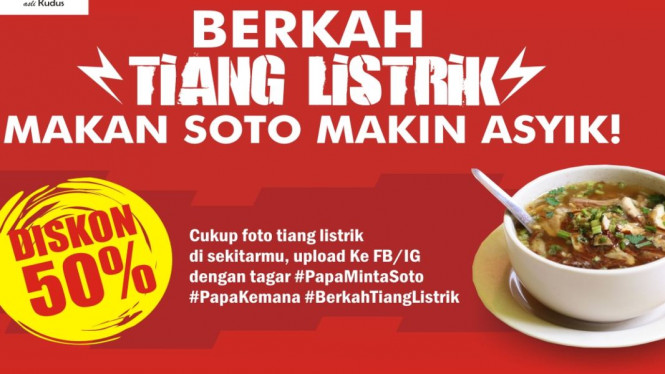 asli Kudus
BERKAH
TIANG LISTRIK
MAKAN SOTO MAKIN ASYIK!
DISKON
50%
Cukup foto tiang listrik
di sekitarmu, upload Ke FB/IG
dengan tagar #PapaMintaSoto
#PapaKemana #BerkahTiangListrik